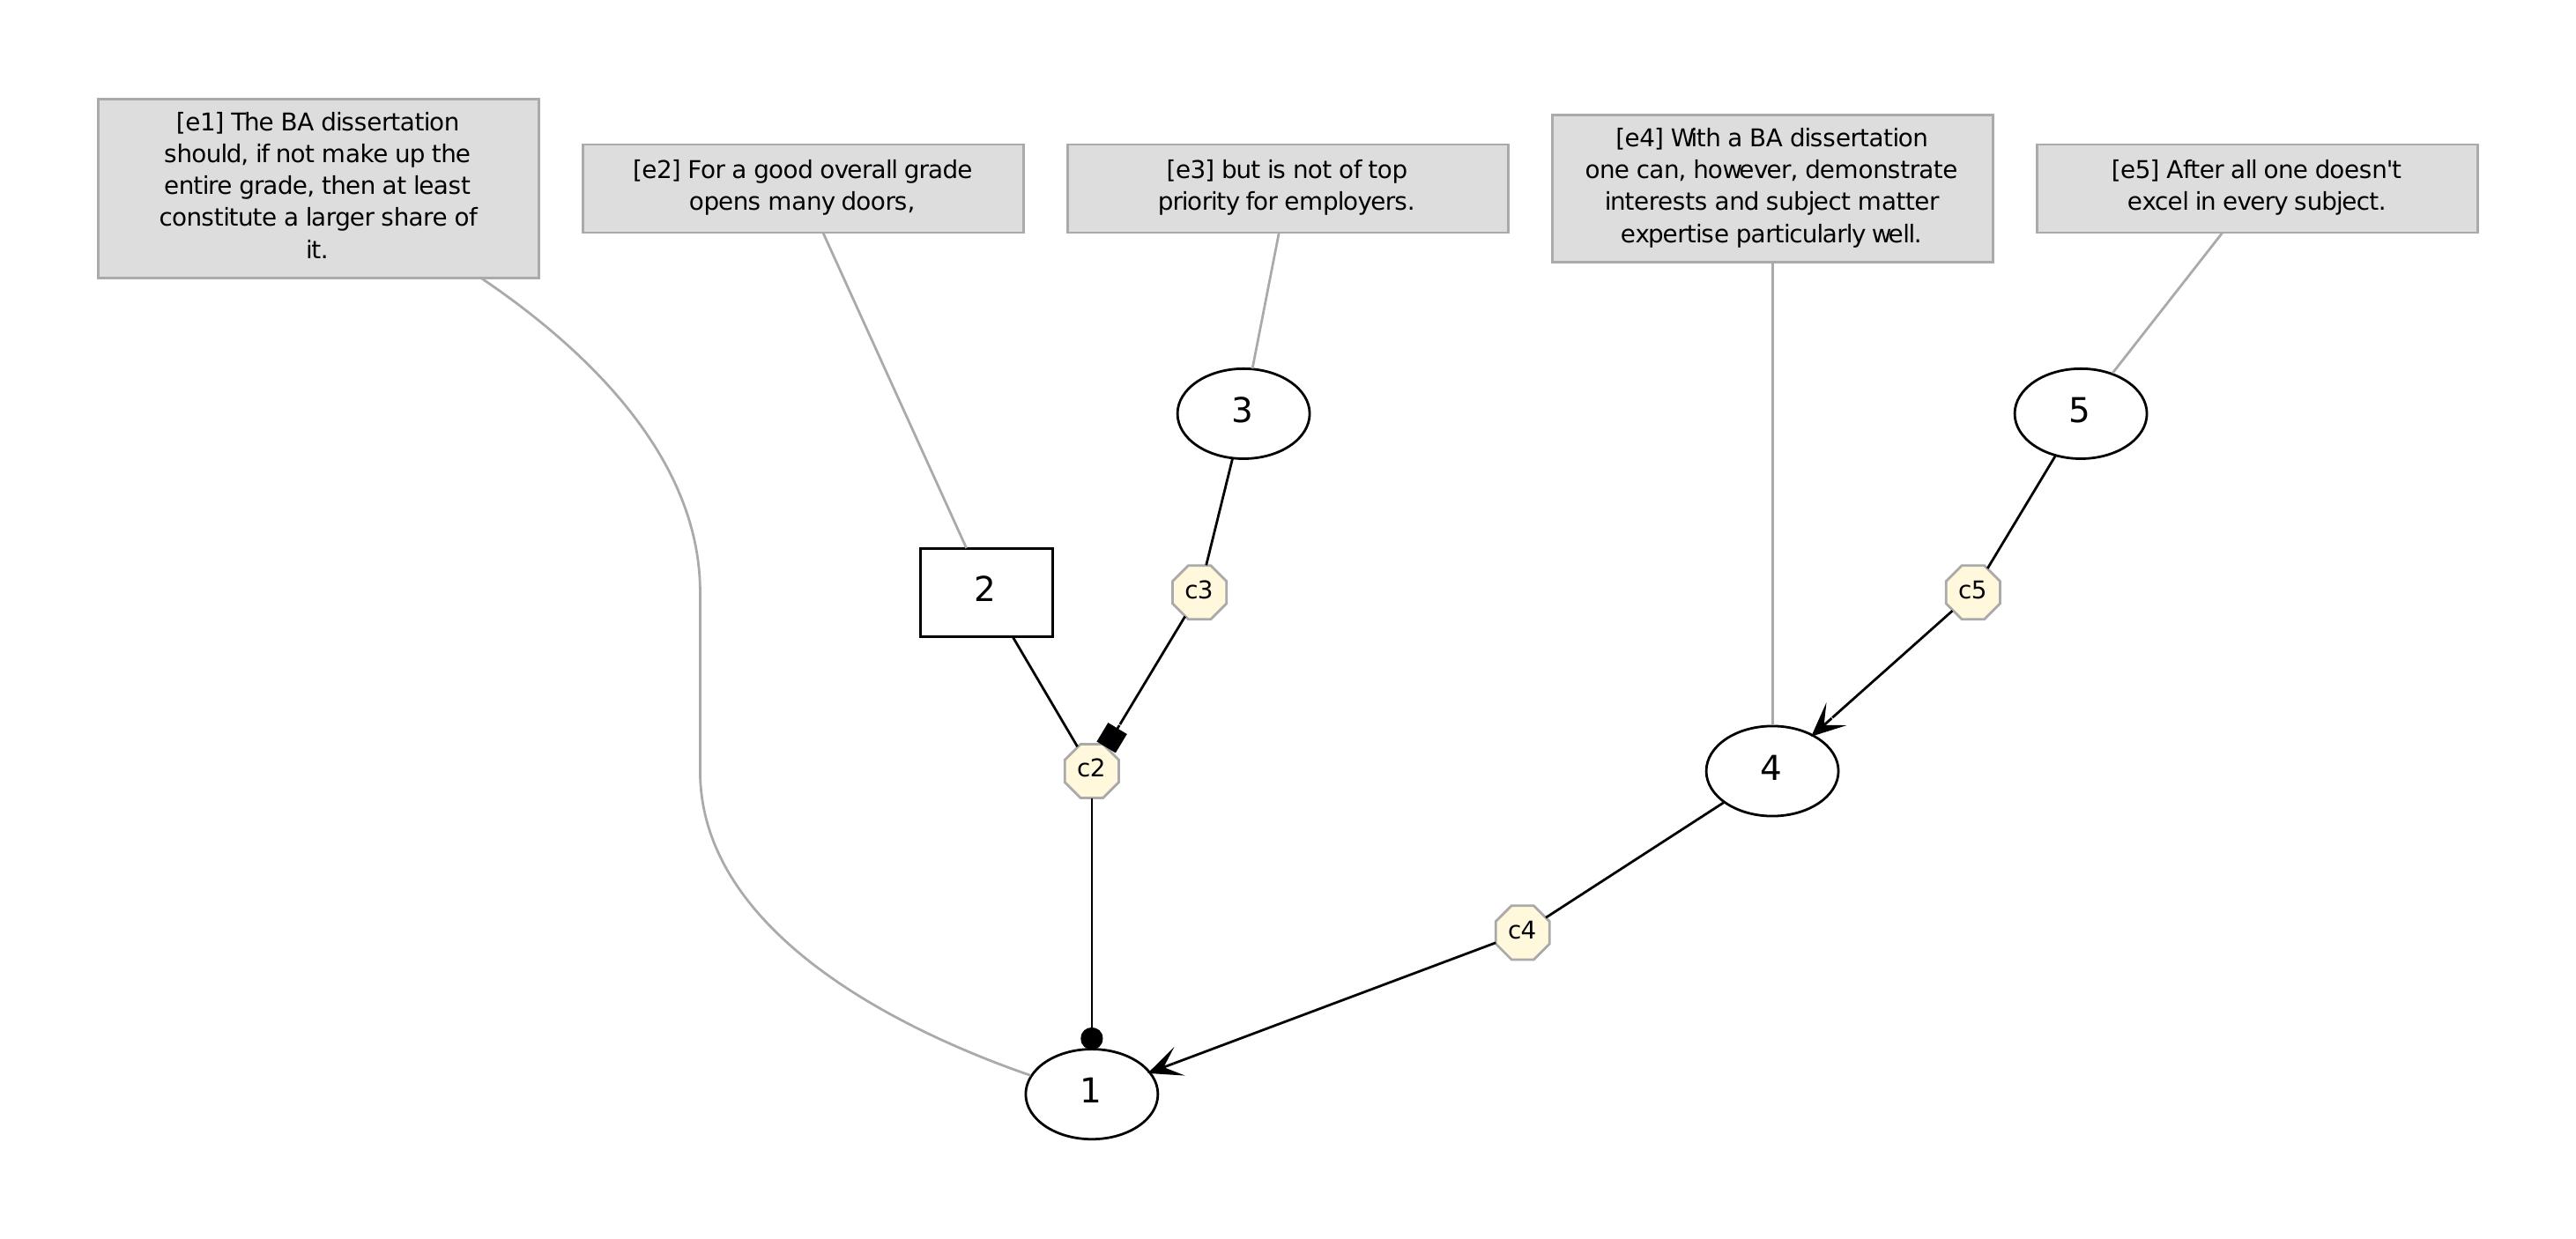 [e1] The BA dissertation
should, if not make up the
entire grade, then at least
constitute a larger share of
it.
[e2] For a good overall grade
opens many doors,
[e3] but is not of top
priority for employers.
[e4] With a BA dissertation
one can, however, demonstrate
interests and subject matter
expertise particularly well.
[e5] After all one doesn't
excel in every subject.
3
5
2
c3
c5
c2
4
c4
1